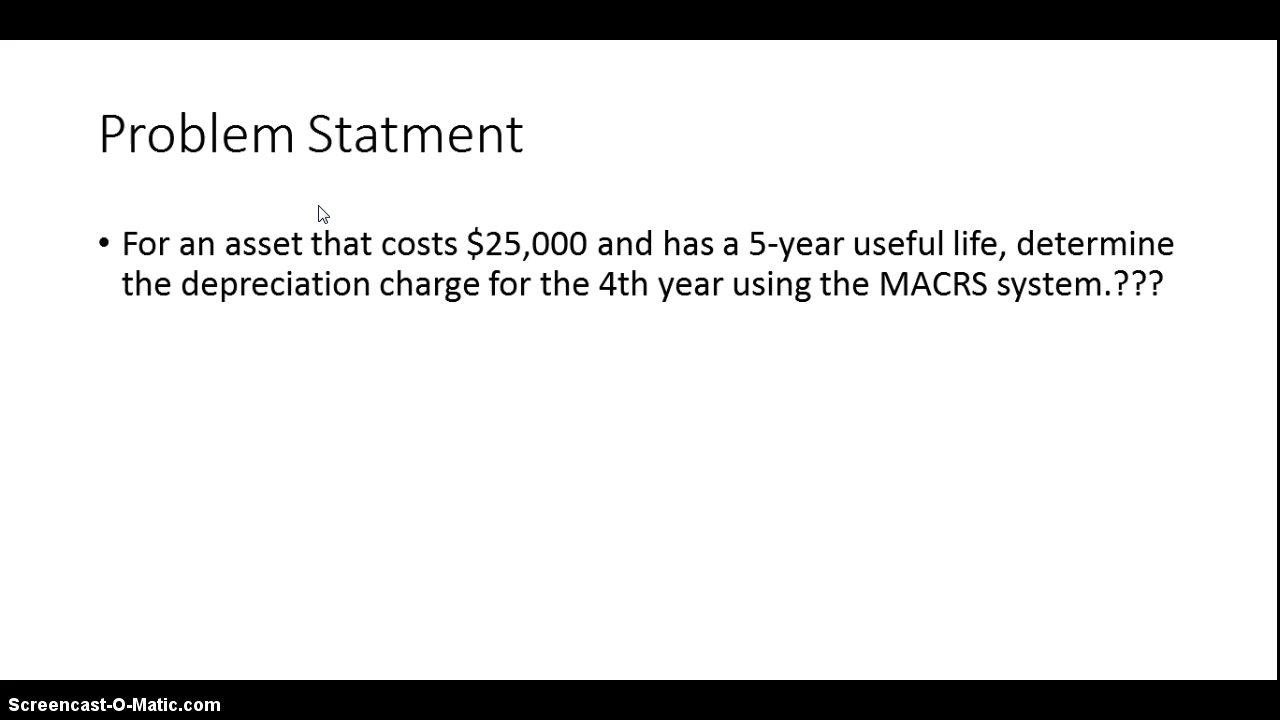 Problem Statment
• For an asset that costs $25,000 and has a 5-year useful life, determine
the depreciation charge for the 4th year using the MACRS system.???
Screencast-O-Matic.com